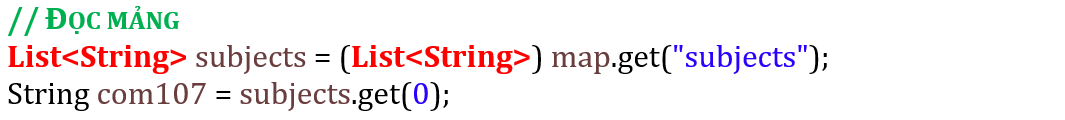 // ĐỌC MẢNG
List<String> subjects = (List<String>) map.get("subjects");
String com107 = subjects.get(0);